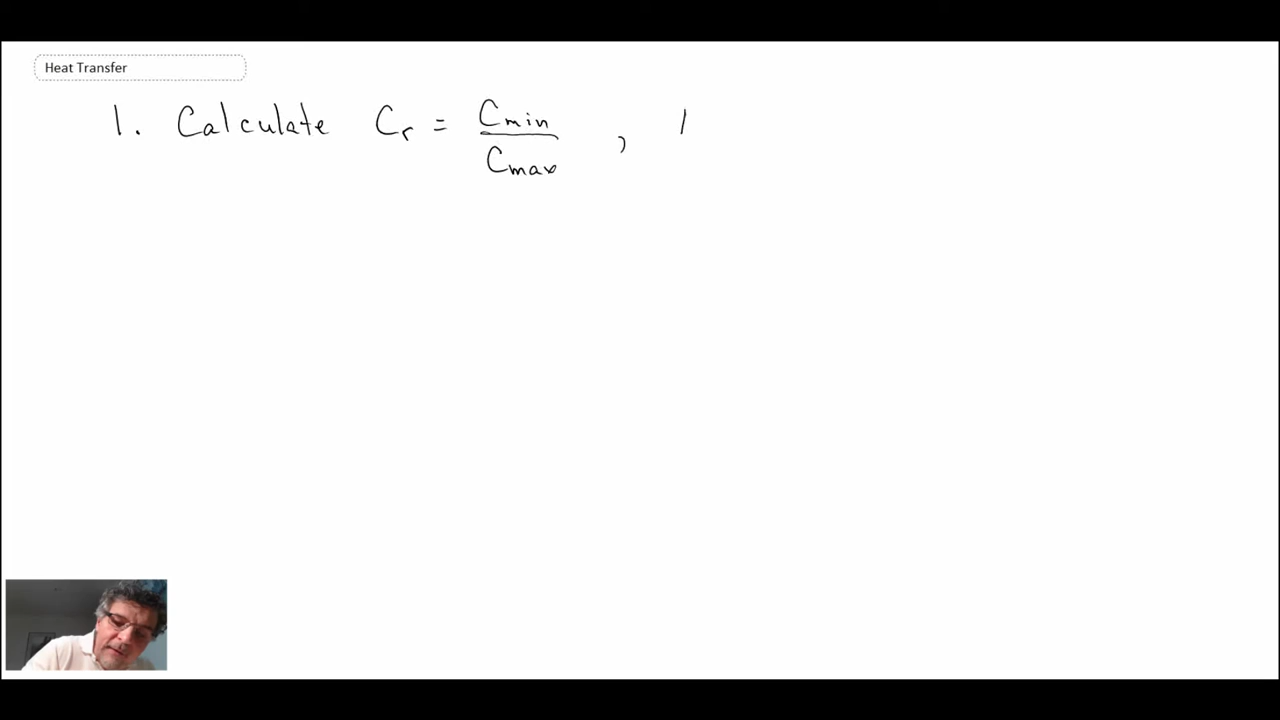 Heat Transfer
1. Calculate Cr = Cmin / Cmax ,